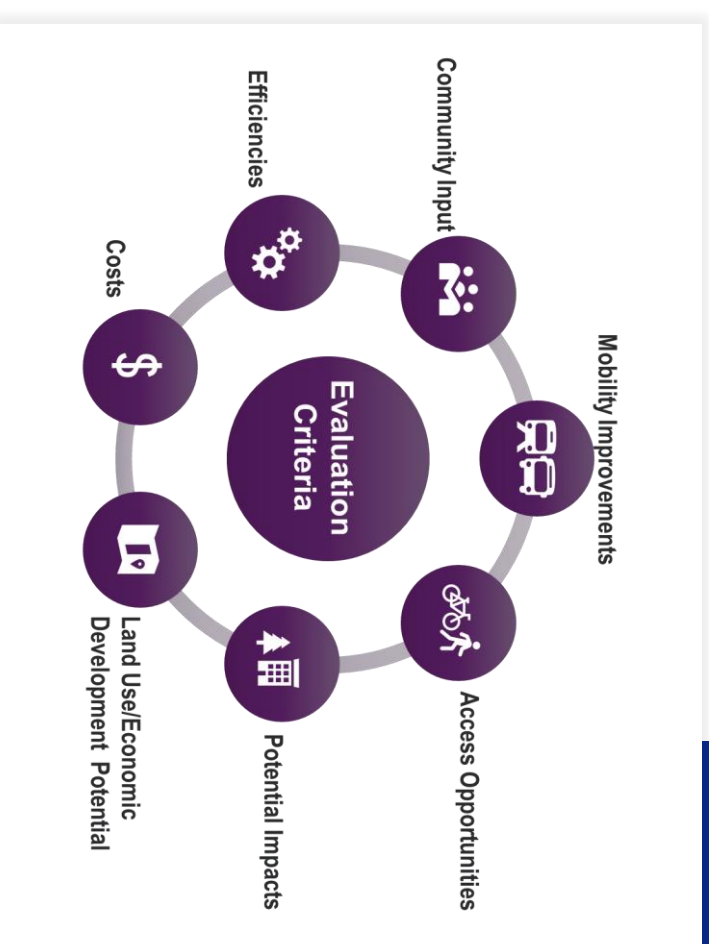 Mobility Improvements
Community Input
Access Opportunities
Efficiencies
Evaluation
Criteria
Potential Impacts
Costs
$
Land Use/Economic
Development Potential